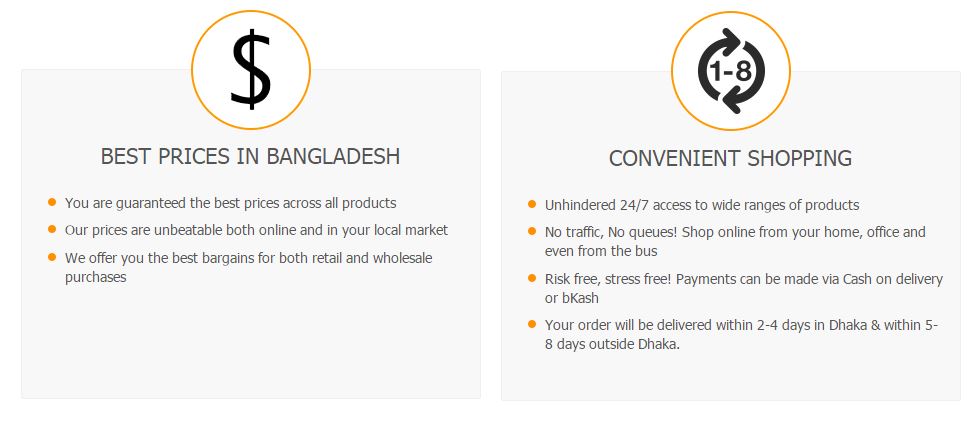 $
BEST PRICES IN BANGLADESH
You are guaranteed the best prices across all products
Our prices are unbeatable both online and in your local market
We offer you the best bargains for both retail and wholesale
purchases
1-8
CONVENIENT SHOPPING
Unhindered 24/7 access to wide ranges of products
No traffic, No queues! Shop online from your home, office and
even from the bus
Risk free, stress free! Payments can be made via Cash on delivery
or bKash
Your order will be delivered within 2-4 days in Dhaka & within 5-
8 days outside Dhaka.